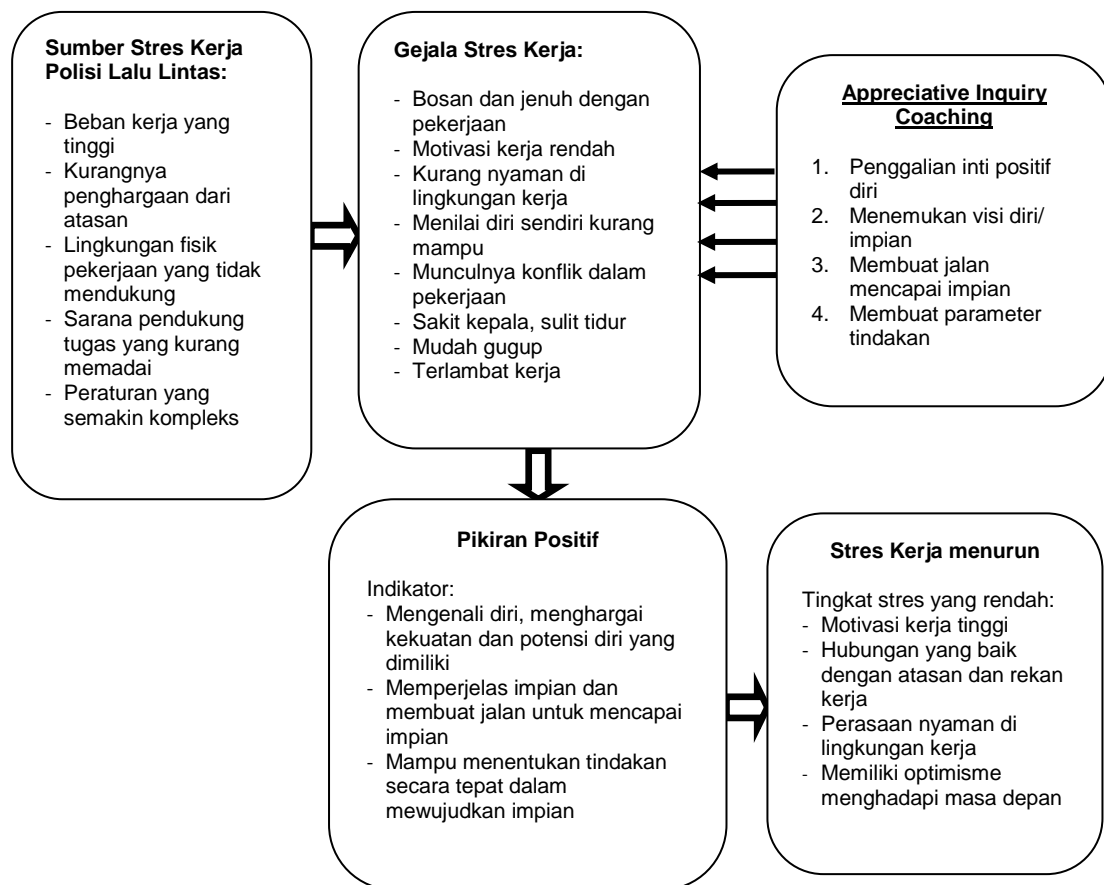 Sumber Stres Kerja
Polisi Lalu Lintas:
- Beban kerja yang
tinggi
- Kurangnya
penghargaan dari
atasan
- Lingkungan fisik
pekerjaan yang tidak
mendukung
- Sarana pendukung
tugas yang kurang
memadai
- Peraturan yang
semakin kompleks
Gejala Stres Kerja:
- Bosan dan jenuh dengan
pekerjaan
- Motivasi kerja rendah
- Kurang nyaman di
lingkungan kerja
- Menilai diri sendiri kurang
mampu
- Munculnya konflik dalam
pekerjaan
- Sakit kepala, sulit tidur
- Mudah gugup
- Terlambat kerja
Appreciative Inquiry
Coaching
1. Penggalian inti positif
diri
2. Menemukan visi diri/
impian
3. Membuat jalan
mencapai impian
4. Membuat parameter
tindakan
Pikiran Positif
Indikator:
- Mengenali diri, menghargai
kekuatan dan potensi diri yang
dimiliki
- Memperjelas impian dan
membuat jalan untuk mencapai
impian
- Mampu menentukan tindakan
secara tepat dalam
mewujudkan impian
Stres Kerja menurun
Tingkat stres yang rendah:
- Motivasi kerja tinggi
- Hubungan yang baik
dengan atasan dan rekan
kerja
- Perasaan nyaman di
lingkungan kerja
- Memiliki optimisme
menghadapi masa depan